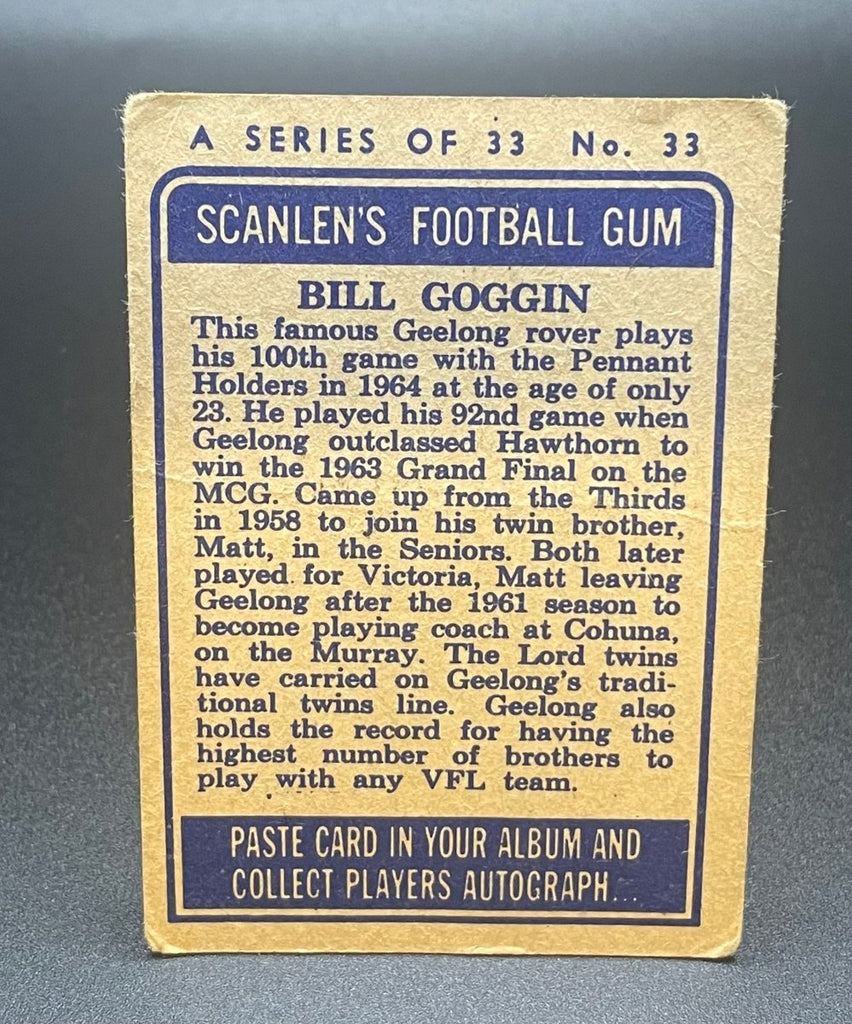 A SERIES OF 33 No. 33
SCANLEN'S FOOTBALL GUM
BILL GOGGIN
This famous Geelong rover plays
his 100th game with the Pennant
Holders in 1964 at the age of only
23. He played his 92nd game when
Geelong outclassed Hawthorn to
win the 1963 Grand Final on the
MCG. Came up from the Thirds
in 1958 to join his twin brother,
Matt, in the Seniors. Both later
played for Victoria, Matt leaving
Geelong after the 1961 season to
become playing coach at Cohuna,
on the Murray. The Lord twins
have carried on Geelong's tradi-
tional twins line. Geelong also
holds the record for having the
highest number of brothers to
play with any VFL team.
PASTE CARD IN YOUR ALBUM AND
COLLECT PLAYERS AUTOGRAPH...